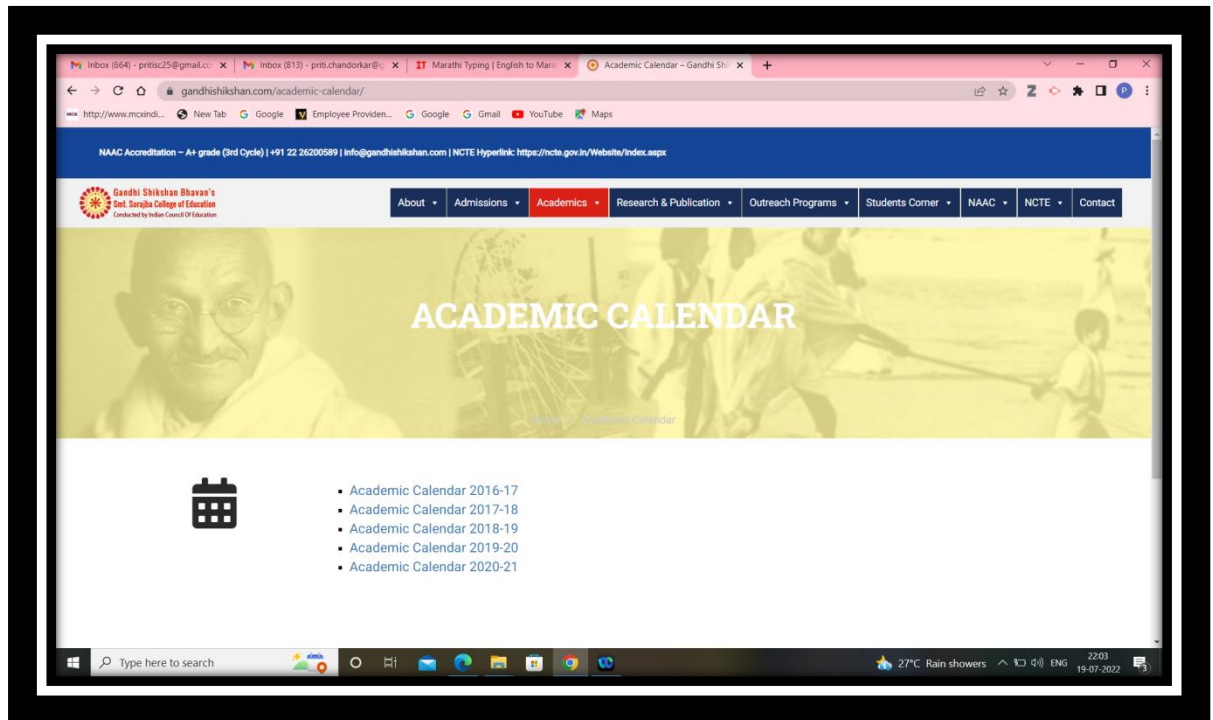 Inbox (664) - pritisc25@gmail.co
Inbox (813) - priti.chandorkar@g
Marathi Typing | English to Mara
Academic Calendar – Gandhi Shi
gandhishikshan.com/academic-calendar/
http://www.mcxindi...
New Tab
Google
Employee Providen...
Google
Gmail
YouTube
Maps
NAAC Accreditation – A+ grade (3rd Cycle) | +91 22 26200589 | info@gandhishikshan.com | NCTE Hyperlink: https://ncte.gov.in/Website/Index.aspx
Gandhi Shikshan Bhavan's
Smt. Surajba College of Education
Conducted by Indian Council Of Education
About
Admissions
Academics
Research & Publication
Outreach Programs
Students Corner
NAAC
NCTE
Contact
ACADEMIC CALENDAR
Academic Calendar
Academic Calendar 2016-17
Academic Calendar 2017-18
Academic Calendar 2018-19
Academic Calendar 2019-20
Academic Calendar 2020-21
Type here to search
27°C Rain showers
ENG
22:03
19-07-2022